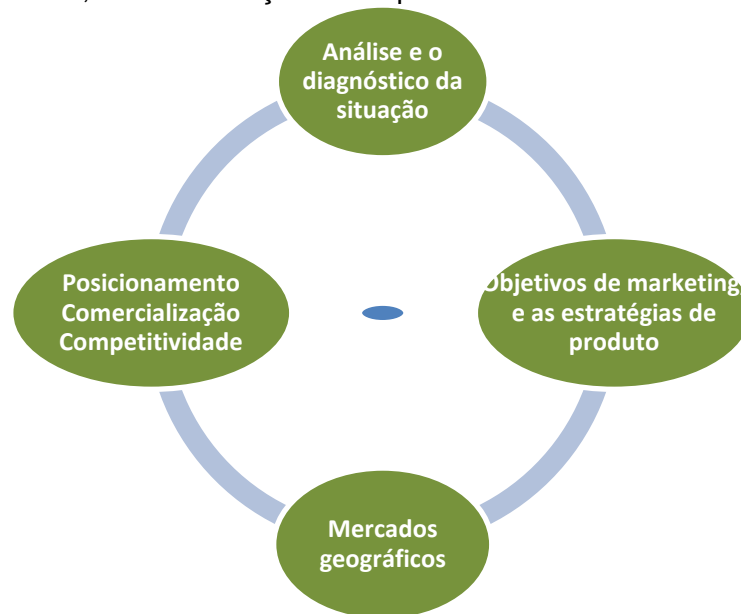 Análise e o
diagnóstico da
situação
Posicionamento
Comercialização
Competitividade
Objetivos de marketing
e as estratégias de
produto
Mercados
geográficos